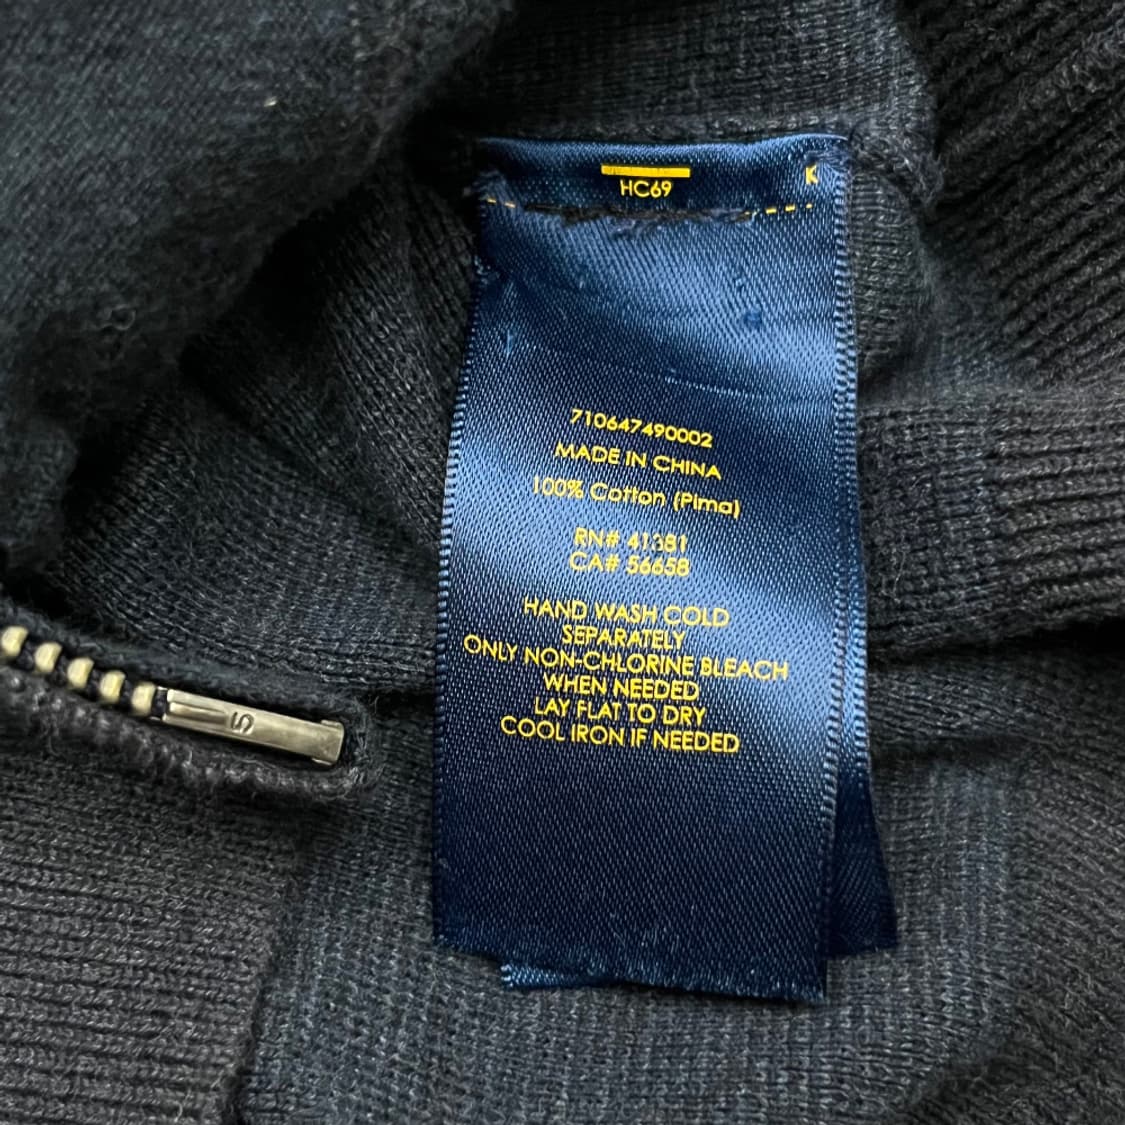 HC69
K
710647490002
MADE IN CHINA
100% Cotton (Pima)
RN# 41381
CA# 56658
HAND WASH COLD
SEPARATELY
ONLY NON-CHLORINE BLEACH
WHEN NEEDED
LAY FLAT TO DRY
COOL IRON IF NEEDED
5